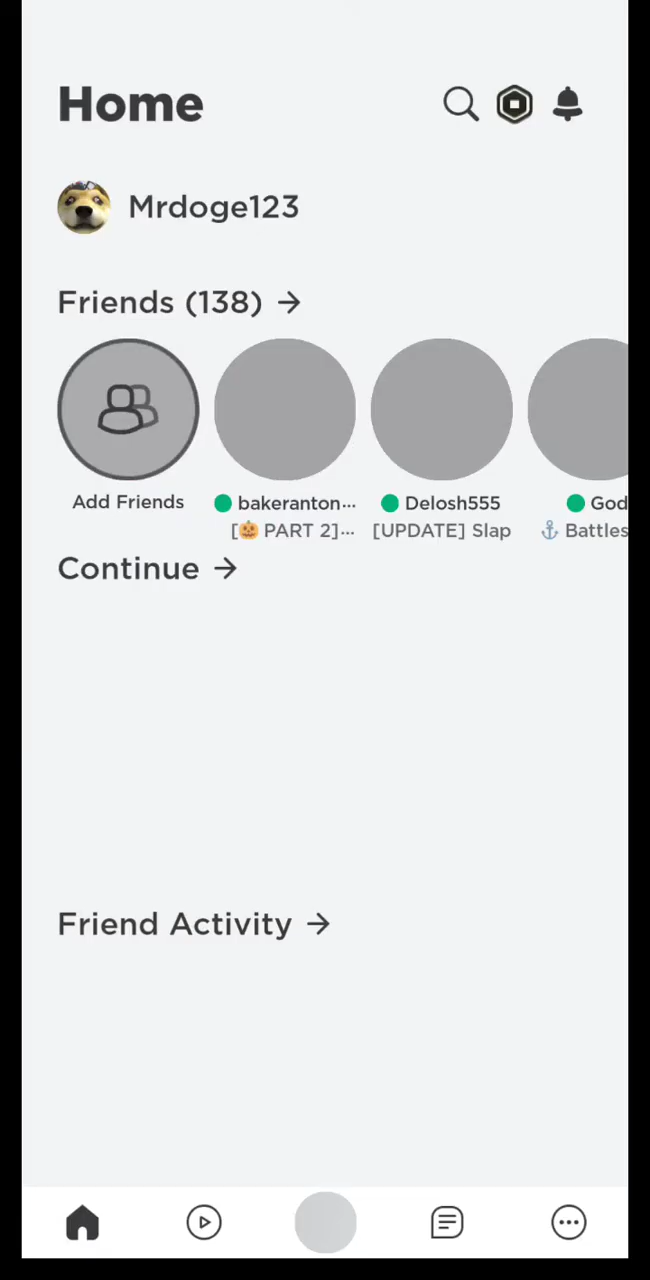 Home
Mrdoge123
Friends (138) →
Add Friends
bakeranton...
Delosh555
God
[🎃 PART 2]...
[UPDATE] Slap
⚓ Battles
Continue →
Friend Activity →